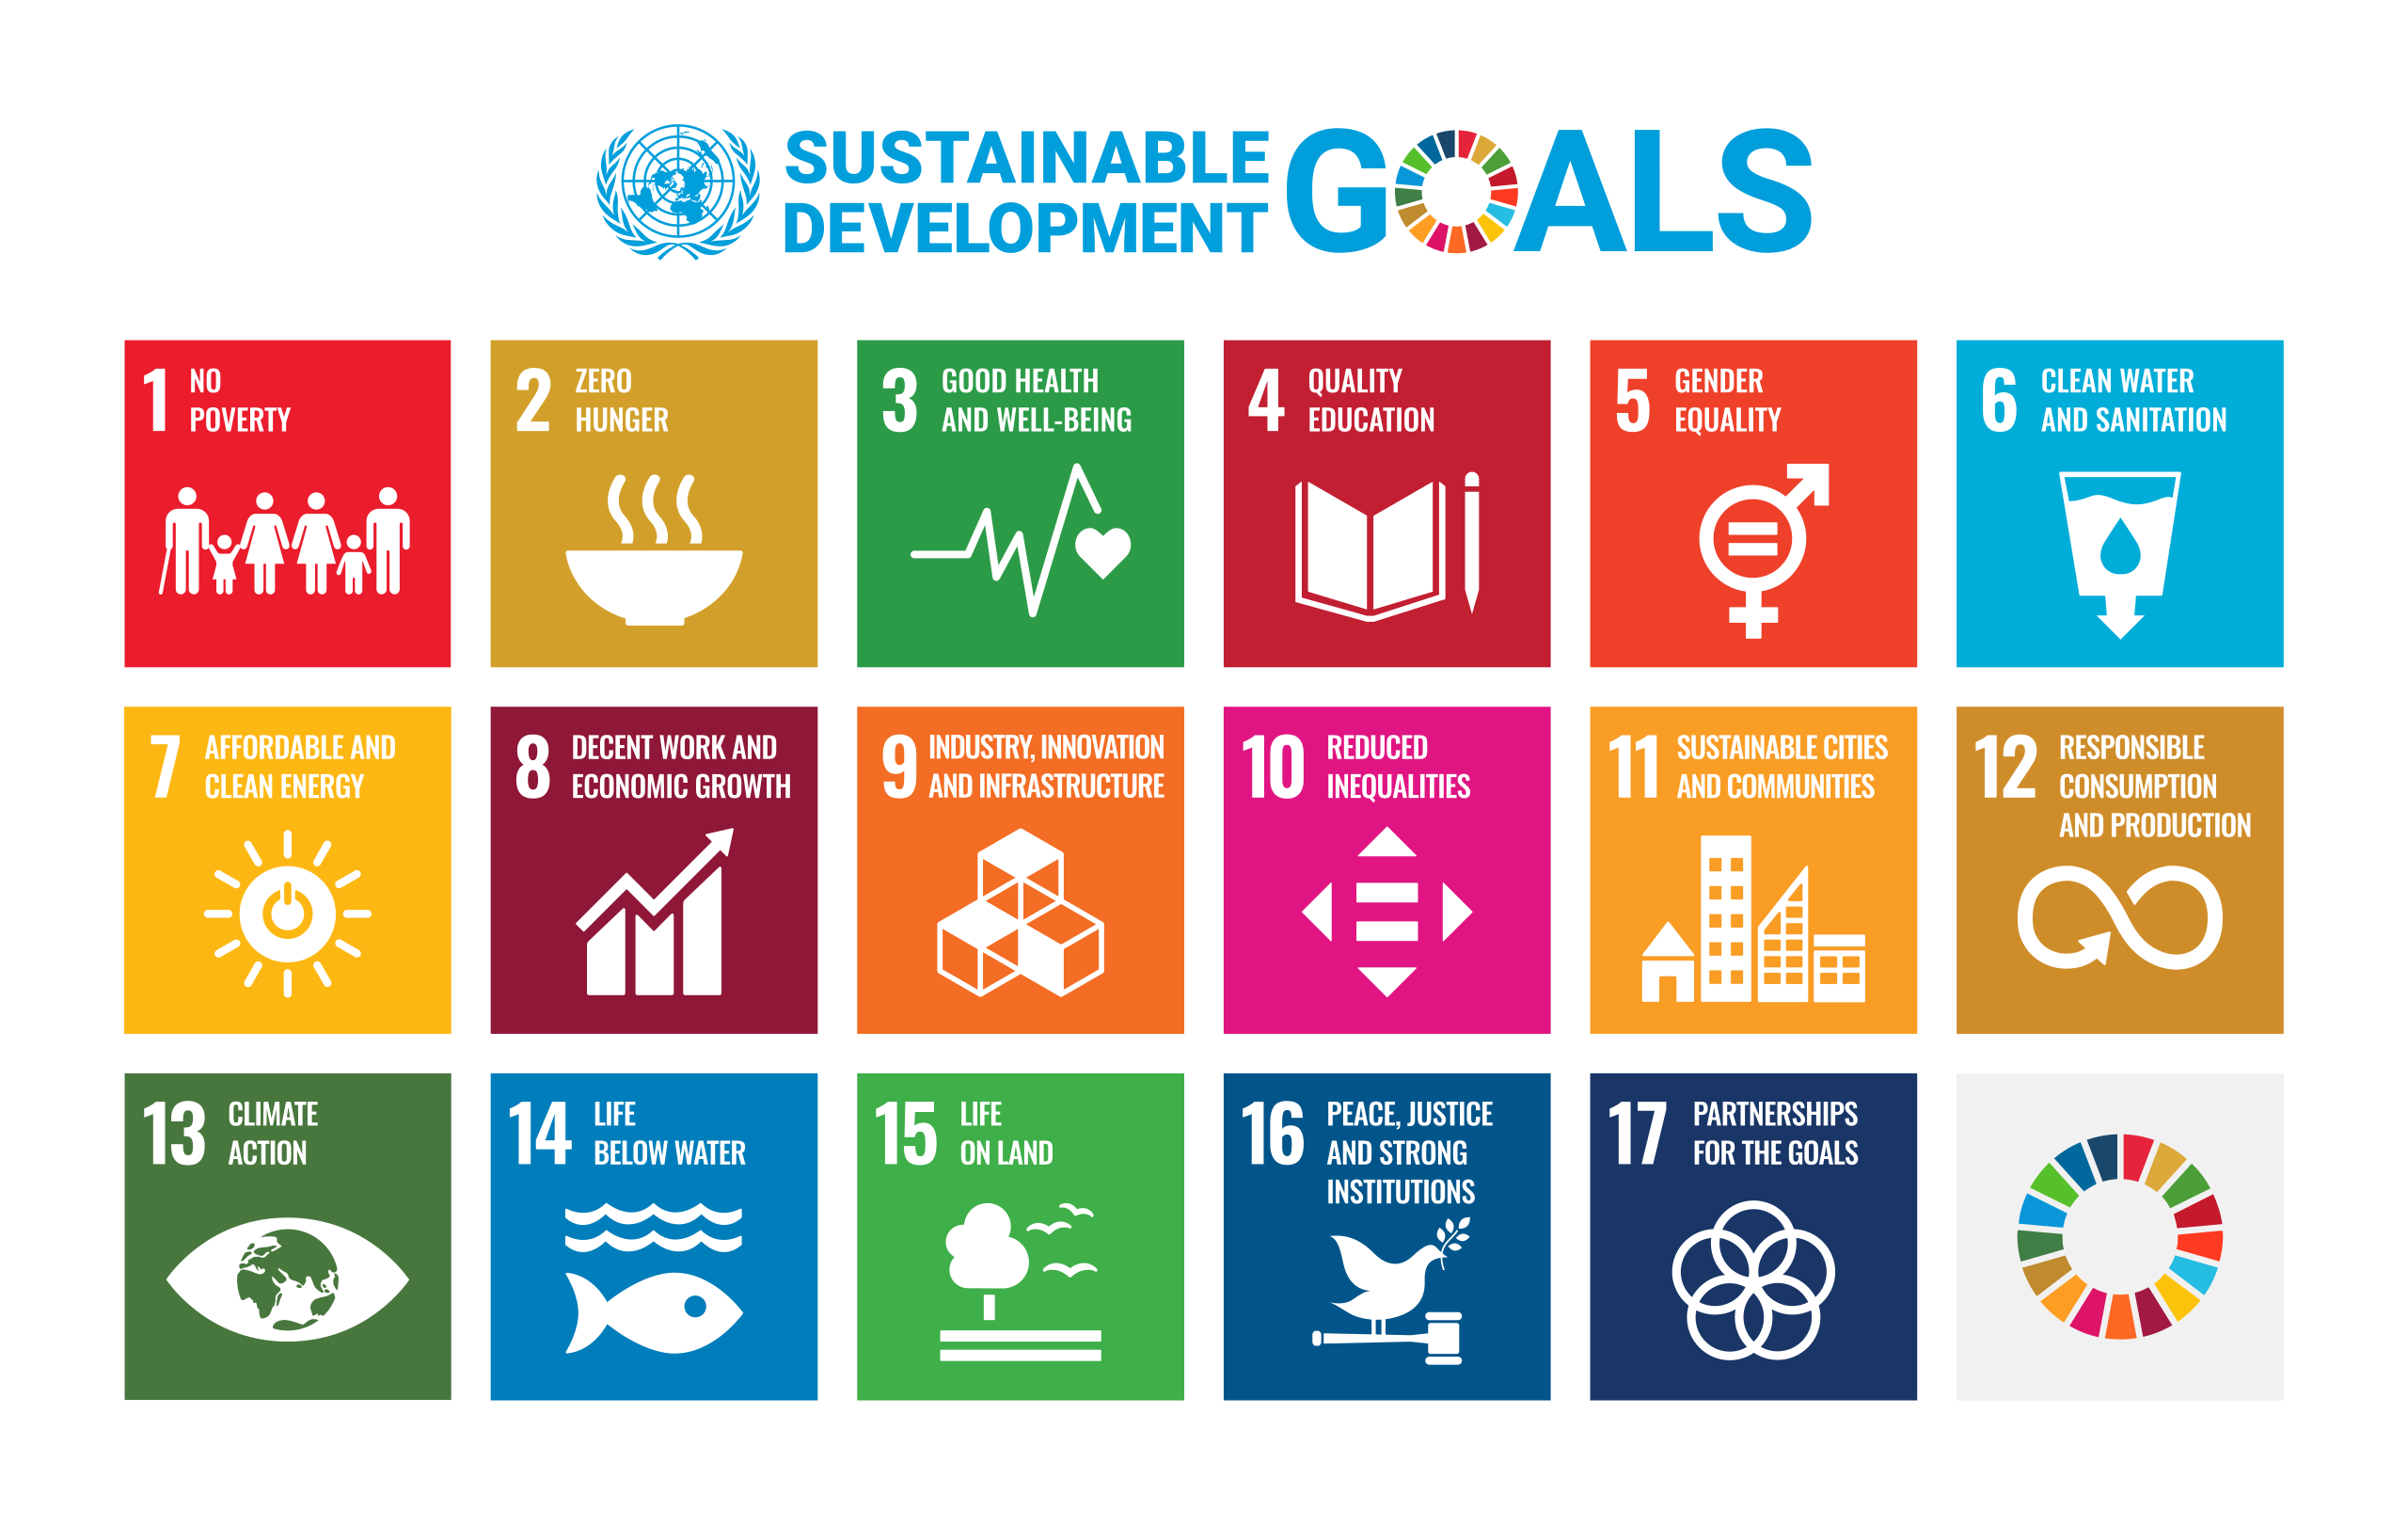 SUSTAINABLE
DEVELOPMENT
GOALS
1 NO
POVERTY
2 ZERO
HUNGER
3 GOOD HEALTH
AND WELL-BEING
4 QUALITY
EDUCATION
5 GENDER
EQUALITY
6 CLEAN WATER
AND SANITATION
7 AFFORDABLE AND
CLEAN ENERGY
8 DECENT WORK AND
ECONOMIC GROWTH
9 INDUSTRY, INNOVATION
AND INFRASTRUCTURE
10 REDUCED
INEQUALITIES
11 SUSTAINABLE CITIES
AND COMMUNITIES
12 RESPONSIBLE
CONSUMPTION
AND PRODUCTION
13 CLIMATE
ACTION
14 LIFE
BELOW WATER
15 LIFE
ON LAND
16 PEACE, JUSTICE
AND STRONG
INSTITUTIONS
17 PARTNERSHIPS
FOR THE GOALS